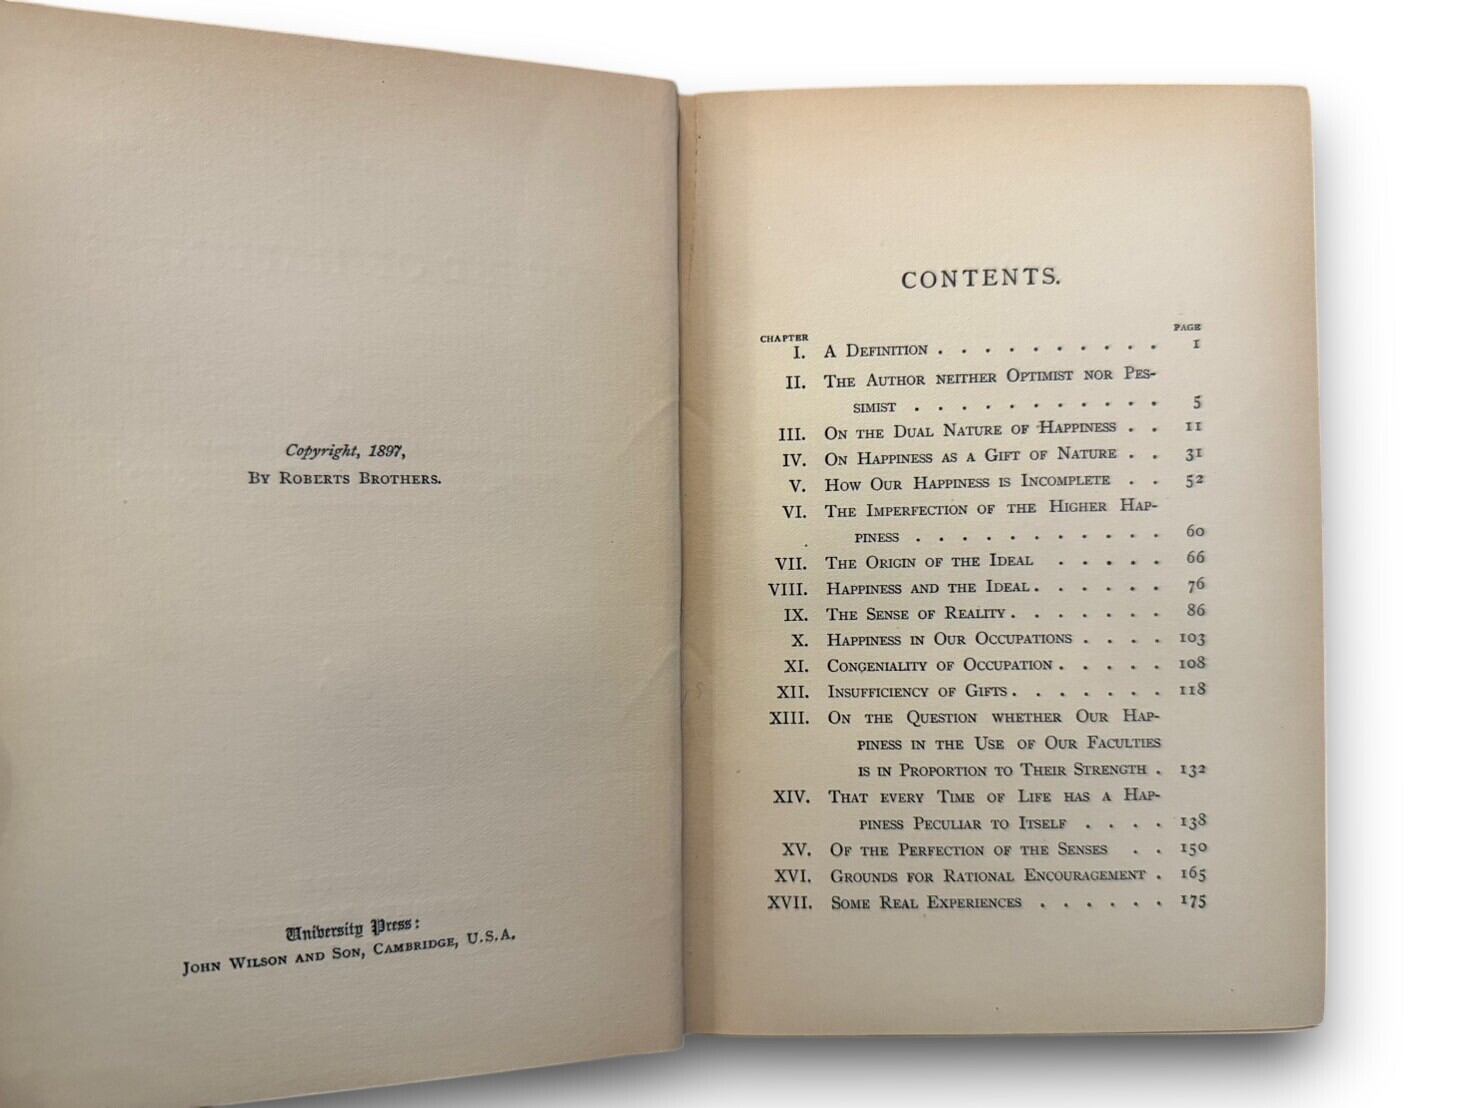 Copyright, 1897,
By Roberts Brothers.
University Press:
John Wilson and Son, Cambridge, U.S.A.
CONTENTS.
CHAPTER PAGE
I. A Definition . . . . . . . . . . 1
II. The Author neither Optimist nor Pes-
simist . . . . . . . . . . . 5
III. On the Dual Nature of Happiness . . 11
IV. On Happiness as a Gift of Nature . . 31
V. How Our Happiness is Incomplete . . 52
VI. The Imperfection of the Higher Hap-
piness . . . . . . . . . . . 60
VII. The Origin of the Ideal . . . . . 66
VIII. Happiness and the Ideal . . . . . . 76
IX. The Sense of Reality . . . . . . . 86
X. Happiness in Our Occupations . . . . 103
XI. Congeniality of Occupation . . . . . 108
XII. Insufficiency of Gifts . . . . . . . 118
XIII. On the Question whether Our Hap-
piness in the Use of Our Faculties
is in Proportion to Their Strength . 132
XIV. That every Time of Life has a Hap-
piness Peculiar to Itself . . . . 138
XV. Of the Perfection of the Senses . . 150
XVI. Grounds for Rational Encouragement . 165
XVII. Some Real Experiences . . . . . . 175